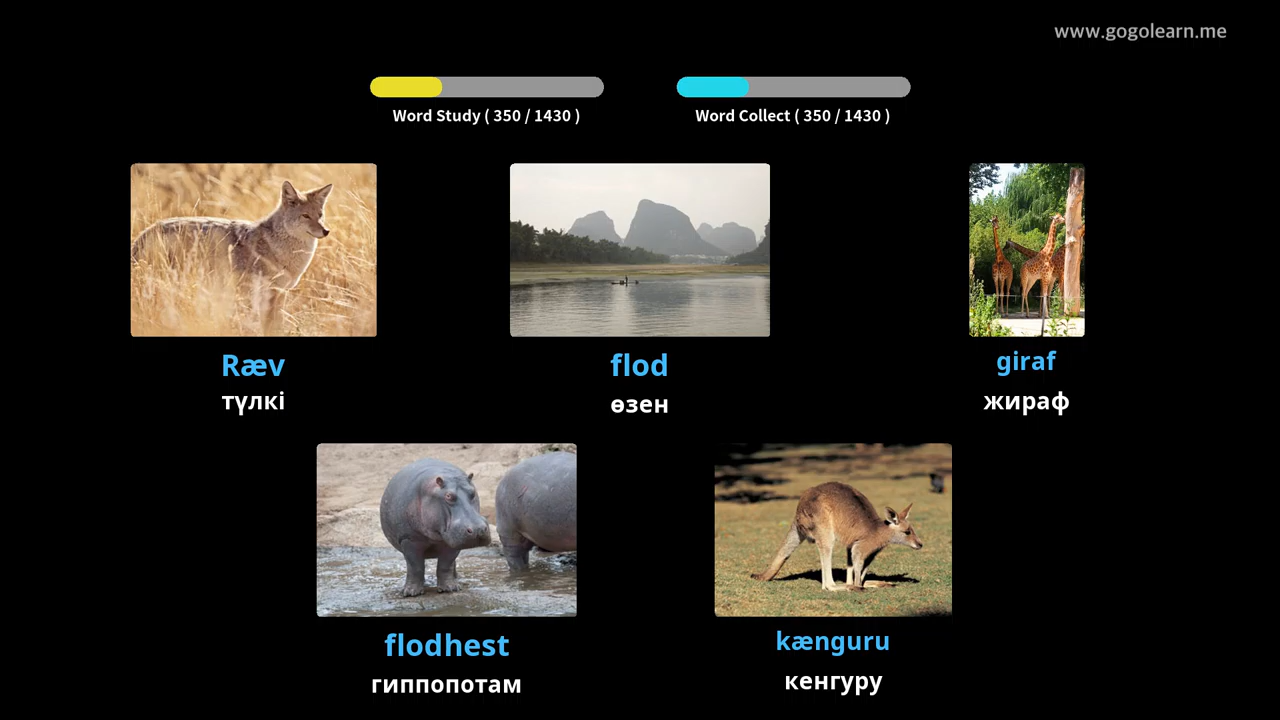 www.gogolearn.me
Word Study ( 350 / 1430 )
Word Collect ( 350 / 1430 )
Ræv
түлкі
flod
өзен
giraf
жираф
flodhest
гиппопотам
kænguru
кенгуру